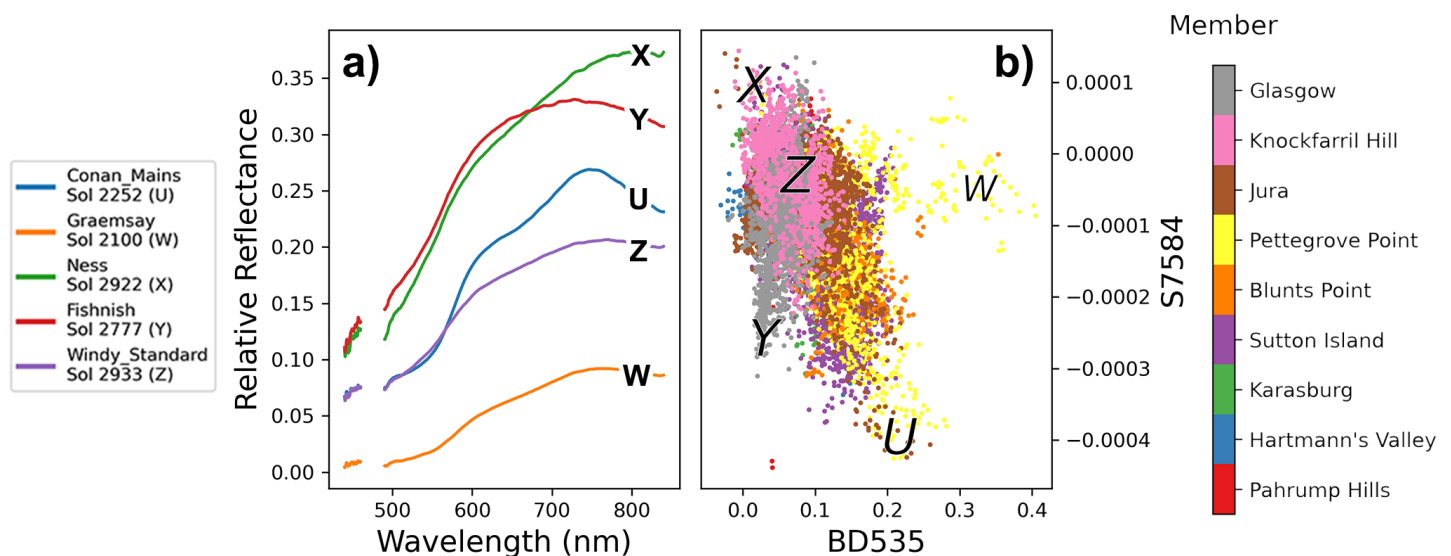 Conan_Mains
Sol 2252 (U)
Graemsay
Sol 2100 (W)
Ness
Sol 2922 (X)
Fishnish
Sol 2777 (Y)
Windy_Standard
Sol 2933 (Z)
a)
X
Y
U
Z
W
Relative Reflectance
0.35
0.30
0.25
0.20
0.15
0.10
0.05
0.00
500
600
700
800
Wavelength (nm)
b)
X
Z
W
Y
U
0.0001
0.0000
−0.0001
−0.0002
−0.0003
−0.0004
S7584
0.0
0.1
0.2
0.3
0.4
BD535
Member
Glasgow
Knockfarril Hill
Jura
Pettegrove Point
Blunts Point
Sutton Island
Karasburg
Hartmann's Valley
Pahrump Hills